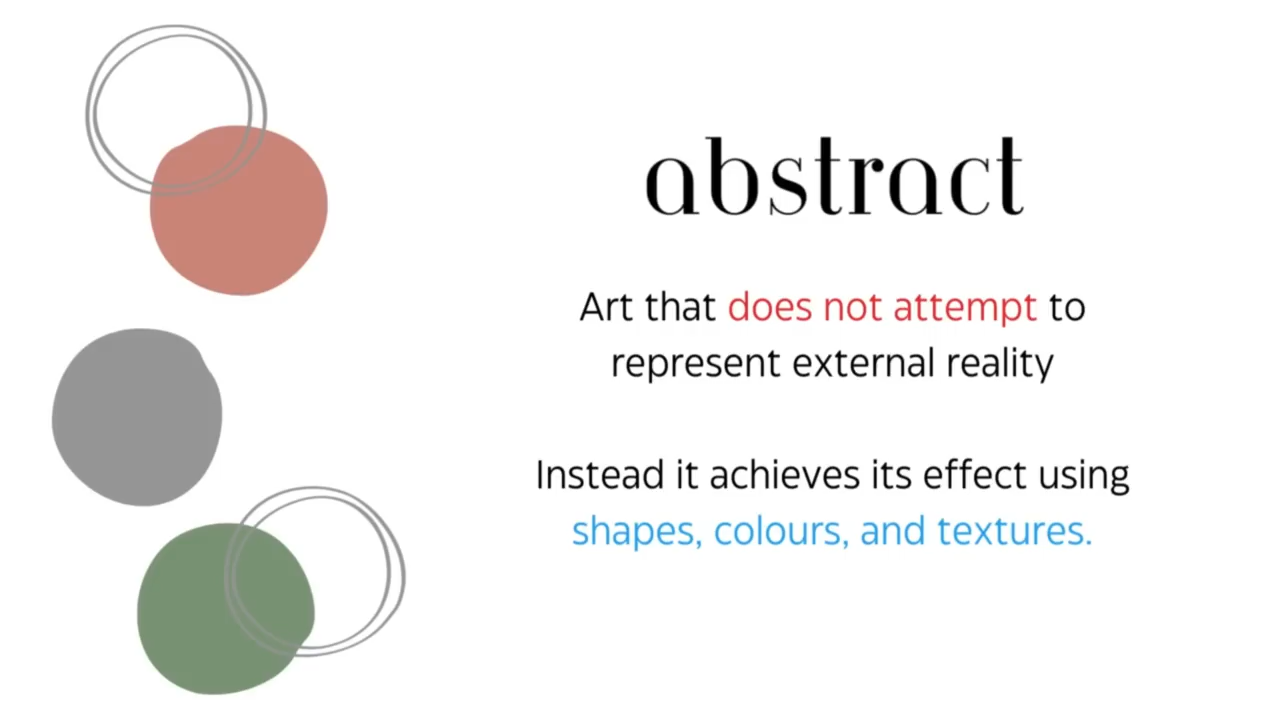 abstract
Art that does not attempt to
represent external reality
Instead it achieves its effect using
shapes, colours, and textures.